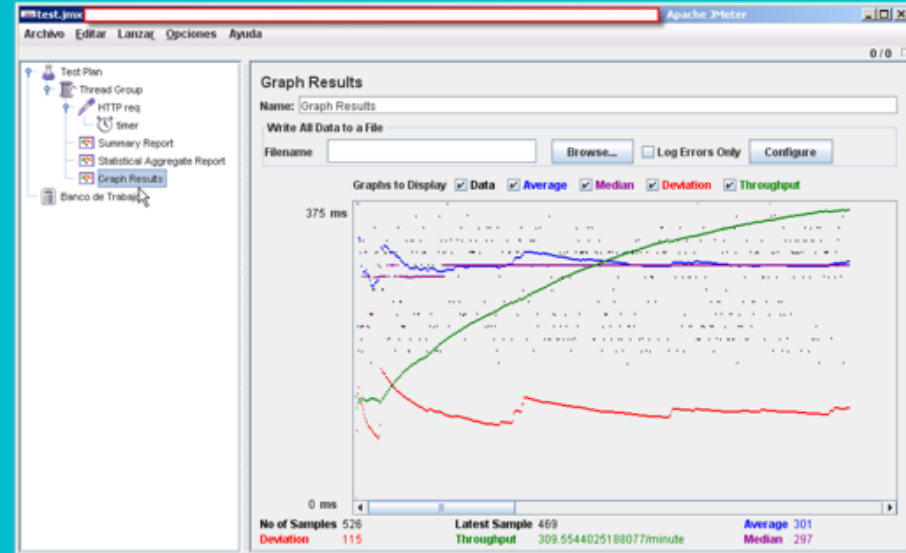 test.jmx Apache JMeter
Archivo Editar Lanzar Opciones Ayuda
0 / 0
Test Plan
Thread Group
HTTP req
timer
Summary Report
Statistical Aggregate Report
Graph Results
Banco de Trabajo
Graph Results
Name: Graph Results
Write All Data to a File
Filename Browse... Log Errors Only Configure
Graphs to Display Data Average Median Deviation Throughput
375 ms
0 ms
No of Samples 526 Latest Sample 469 Average 301
Deviation 115 Throughput 309.5544025188077/minute Median 297